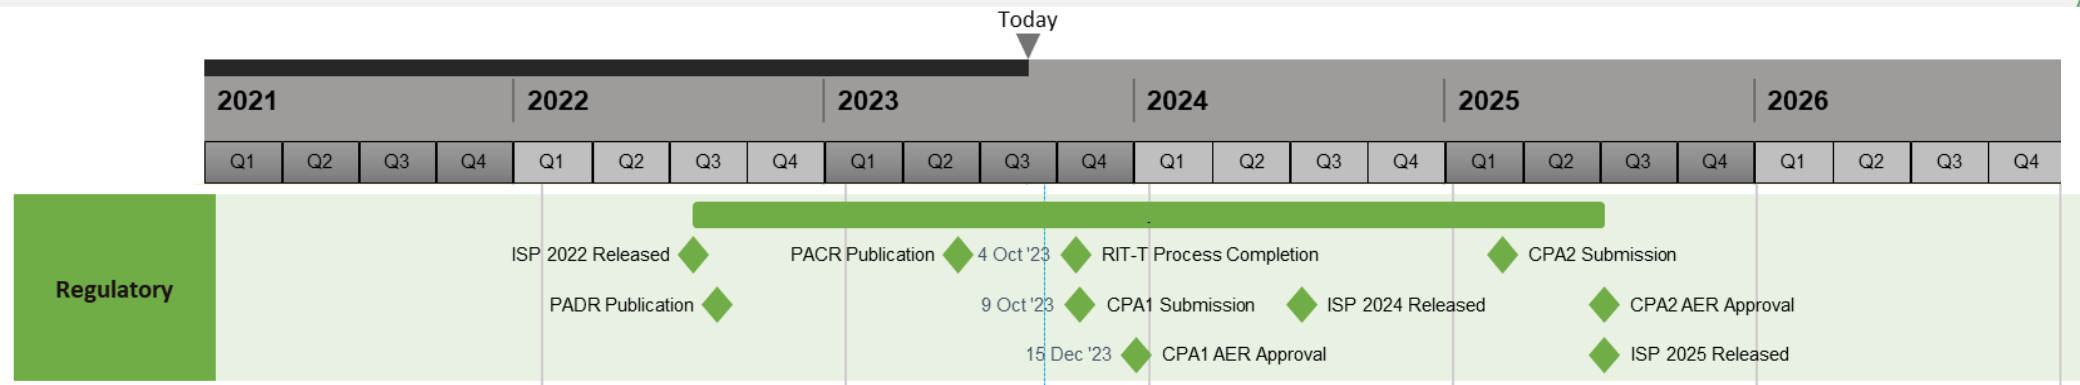 Today
2021 2022 2023 2024 2025 2026
Q1 Q2 Q3 Q4 Q1 Q2 Q3 Q4 Q1 Q2 Q3 Q4 Q1 Q2 Q3 Q4 Q1 Q2 Q3 Q4 Q1 Q2 Q3 Q4
.
ISP 2022 Released PACR Publication 4 Oct '23 RIT-T Process Completion CPA2 Submission
Regulatory
PADR Publication 9 Oct '23 CPA1 Submission ISP 2024 Released CPA2 AER Approval
15 Dec '23 CPA1 AER Approval ISP 2025 Released